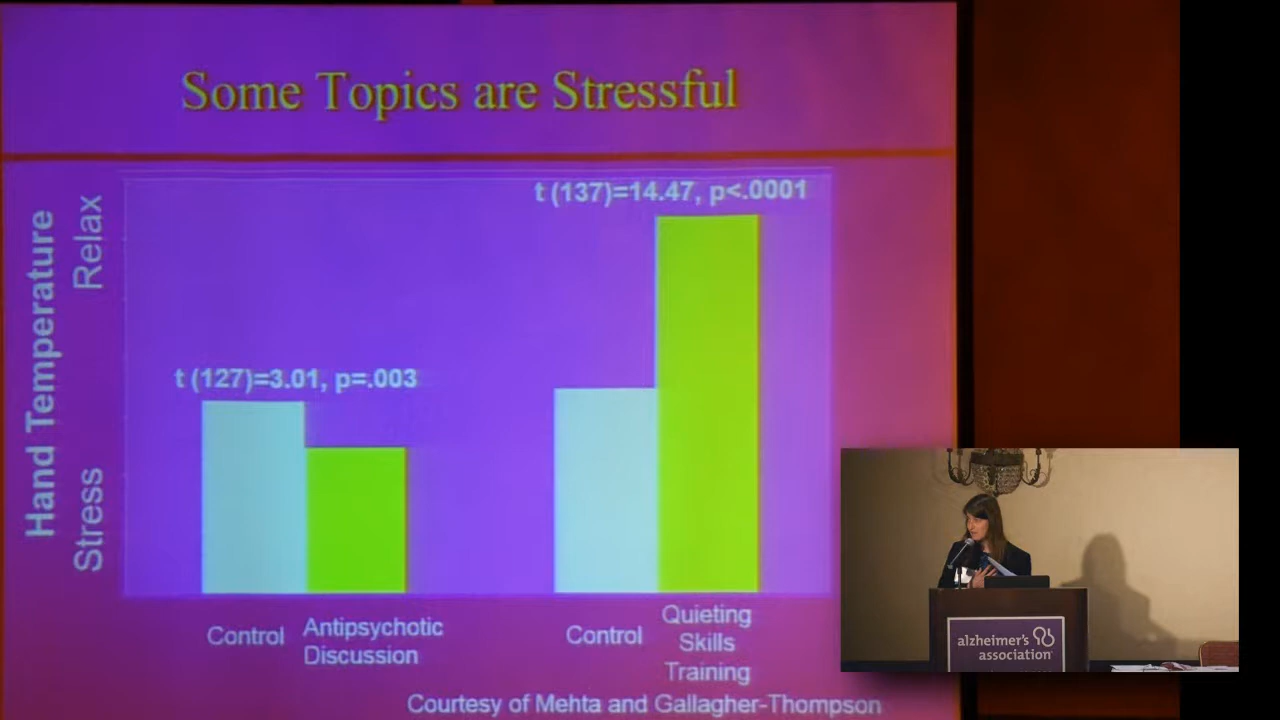 Some Topics are Stressful
t (137)=14.47, p<.0001
Hand Temperature
Stress Relax
t (127)=3.01, p=.003
Control
Antipsychotic
Discussion
Control
Quieting
Skills
Training
Courtesy of Mehta and Gallagher-Thompson
alzheimer's
association